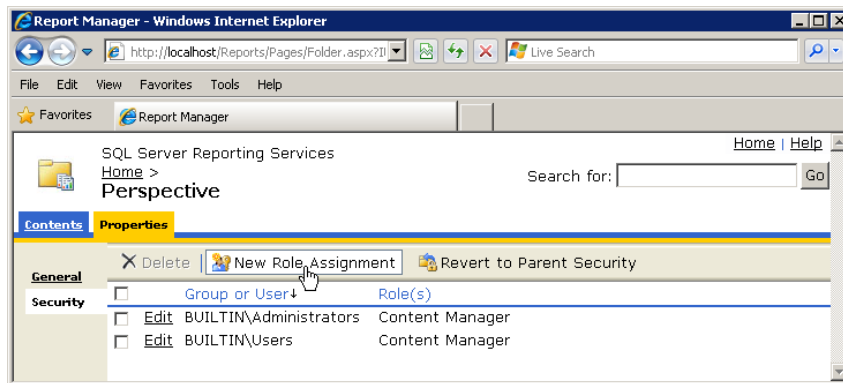 Report Manager - Windows Internet Explorer
http://localhost/Reports/Pages/Folder.aspx?I
Live Search
File Edit View Favorites Tools Help
Favorites Report Manager
Home | Help
SQL Server Reporting Services
Home >
Search for: Go
Perspective
Contents Properties
Delete | New Role Assignment Revert to Parent Security
General
Security
Group or User↓ Role(s)
Edit BUILTIN\Administrators Content Manager
Edit BUILTIN\Users Content Manager